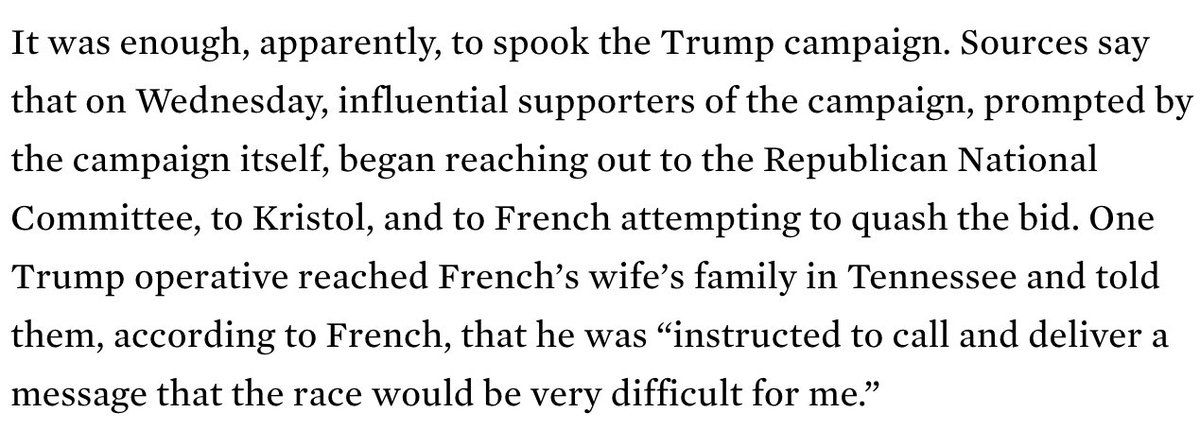 It was enough, apparently, to spook the Trump campaign. Sources say
that on Wednesday, influential supporters of the campaign, prompted by
the campaign itself, began reaching out to the Republican National
Committee, to Kristol, and to French attempting to quash the bid. One
Trump operative reached French’s wife’s family in Tennessee and told
them, according to French, that he was “instructed to call and deliver a
message that the race would be very difficult for me.”